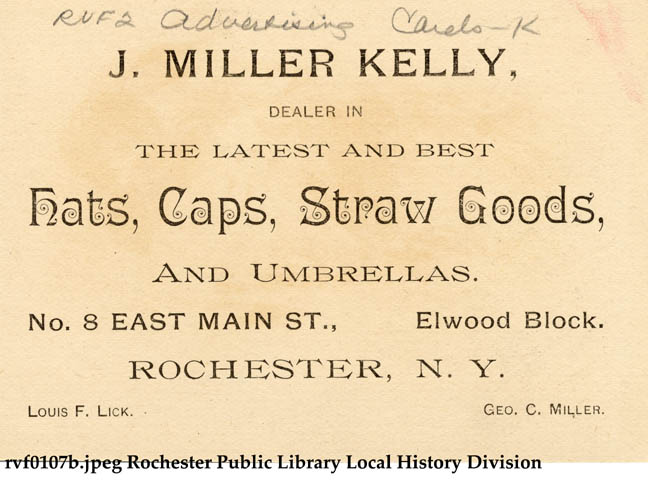 RVF2 Advertising Cards-K
J. MILLER KELLY,
DEALER IN
THE LATEST AND BEST
Hats, Caps, Straw Goods,
AND UMBRELLAS.
No. 8 EAST MAIN ST., Elwood Block.
ROCHESTER, N. Y.
LOUIS F. LICK. GEO. C. MILLER.
rvf0107b.jpeg Rochester Public Library Local History Division